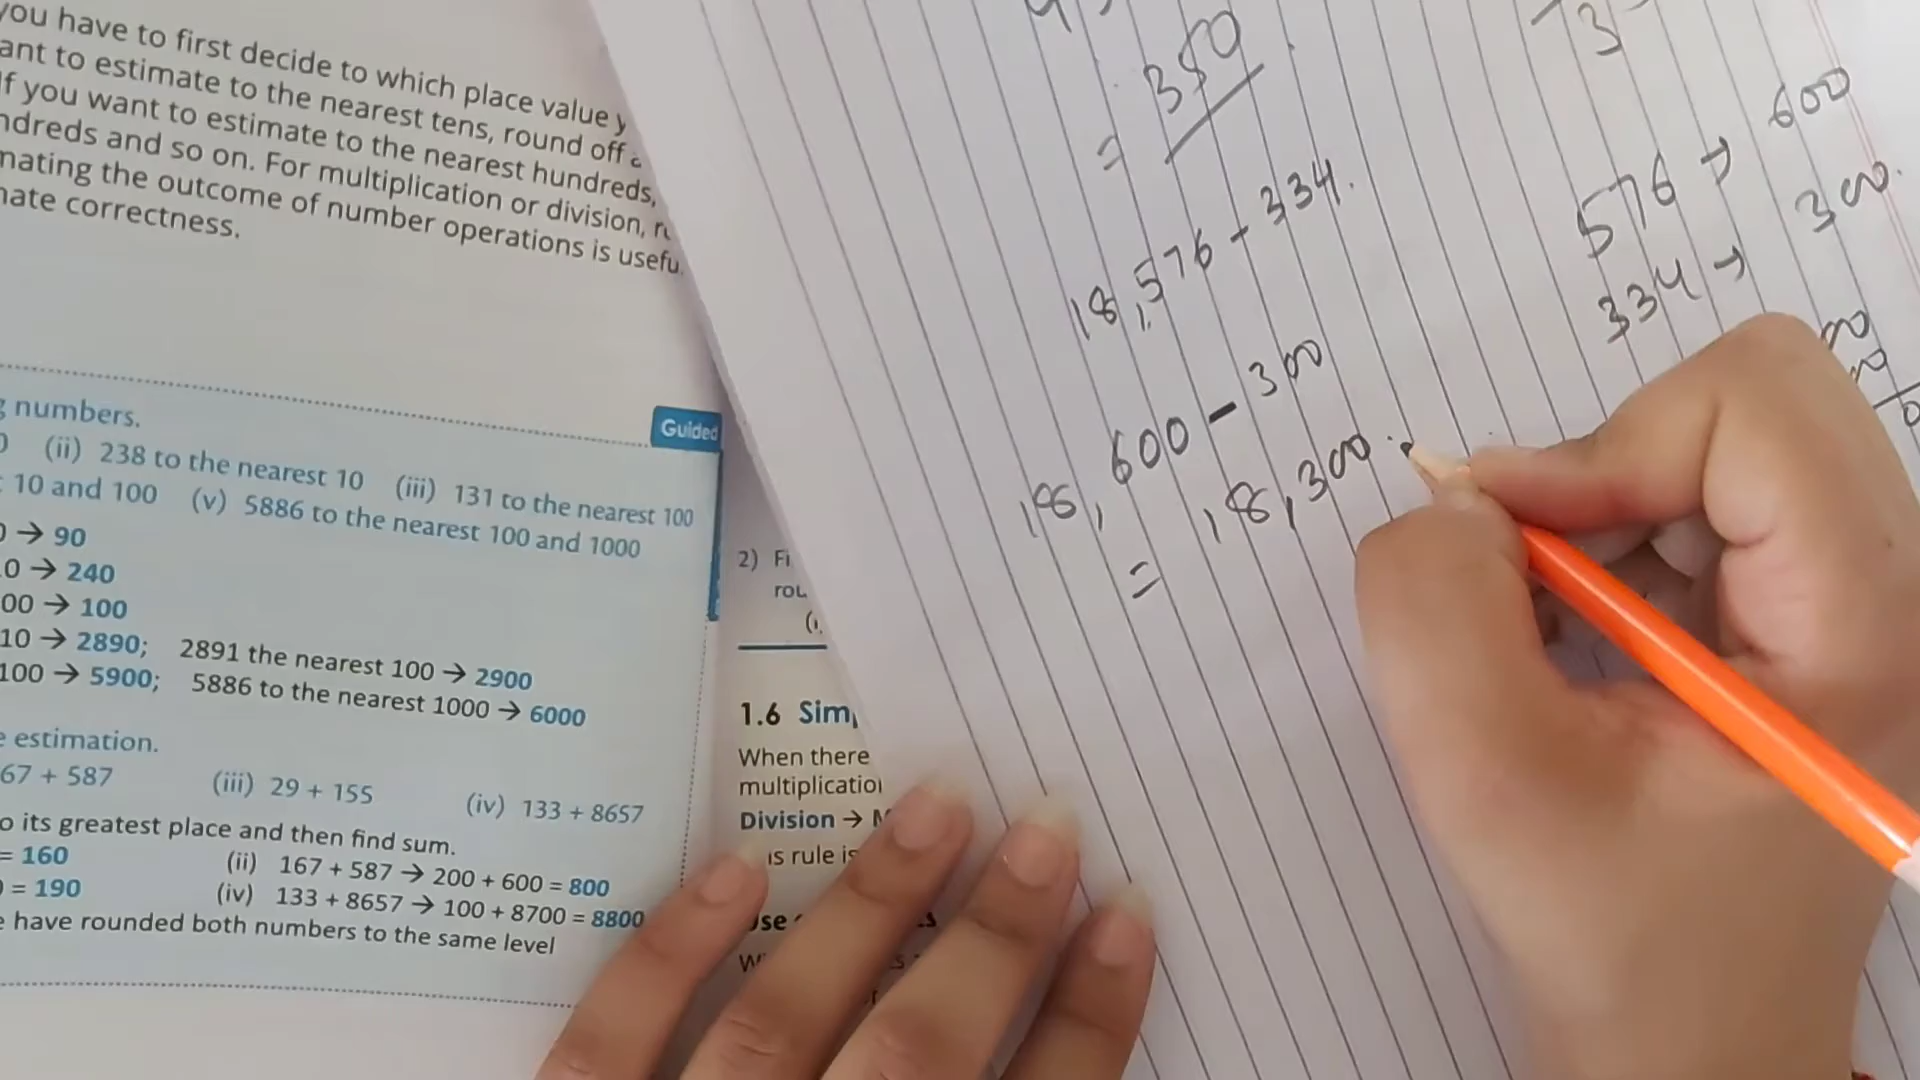 you have to first decide to which place value y
ant to estimate to the nearest tens, round off a
If you want to estimate to the nearest hundreds,
ndreds and so on. For multiplication or division, r
mating the outcome of number operations is usefu
nate correctness.
numbers.
Guided
(ii) 238 to the nearest 10 (iii) 131 to the nearest 100
10 and 100 (v) 5886 to the nearest 100 and 1000
0 → 90
0 → 240
00 → 100
10 → 2890; 2891 the nearest 100 → 2900
100 → 5900; 5886 to the nearest 1000 → 6000
estimation.
67 + 587 (iii) 29 + 155 (iv) 133 + 8657
o its greatest place and then find sum.
= 160 (ii) 167 + 587 → 200 + 600 = 800
) = 190 (iv) 133 + 8657 → 100 + 8700 = 8800
have rounded both numbers to the same level
2) Fi
rou
(i
1.6 Sim
When there
multiplicatio
Division → M
is rule is
= 350
18,576 - 334.
18,600 - 300
= 18,300
3
576 → 600
334 → 300.